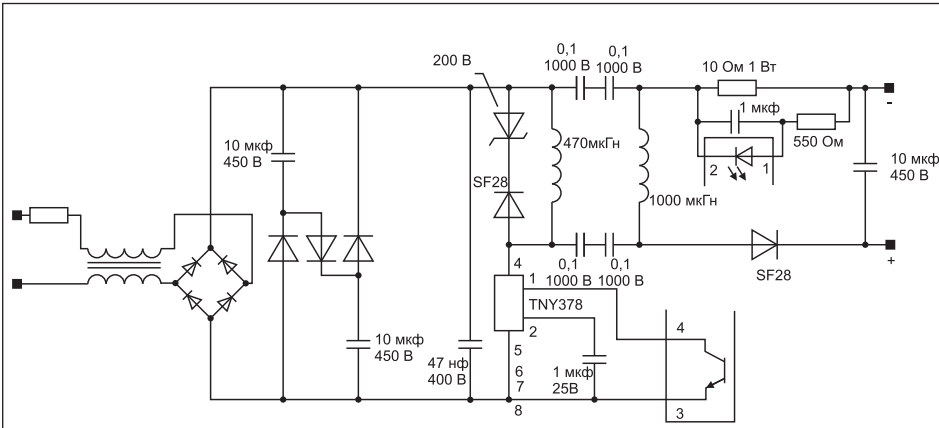 200 В
0,1
1000 В
0,1
1000 В
10 Ом 1 Вт
-
1 мкф
550 Ом
10 мкф
450 В
470мкГн
2
1
10 мкф
450 В
SF28
1000 мкГн
+
4
0,1
1000 В
0,1
1000 В
SF28
1
TNY378
2
4
10 мкф
450 В
47 нф
400 В
5
6
7
8
1 мкф
25В
3